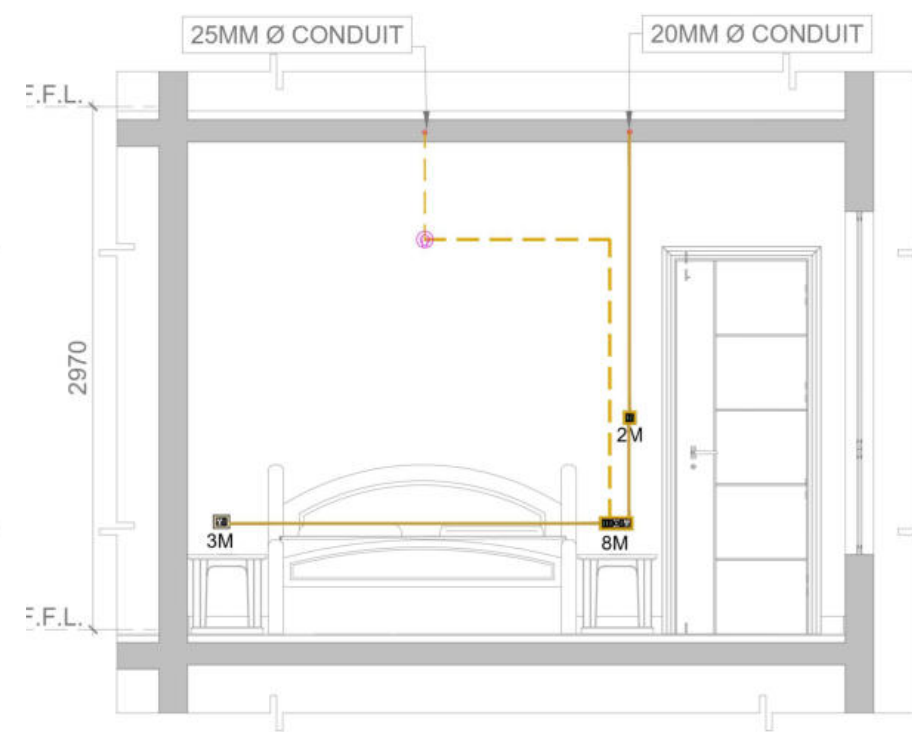 25MM Ø CONDUIT
20MM Ø CONDUIT
F.F.L.
2970
2M
3M
8M
F.F.L.